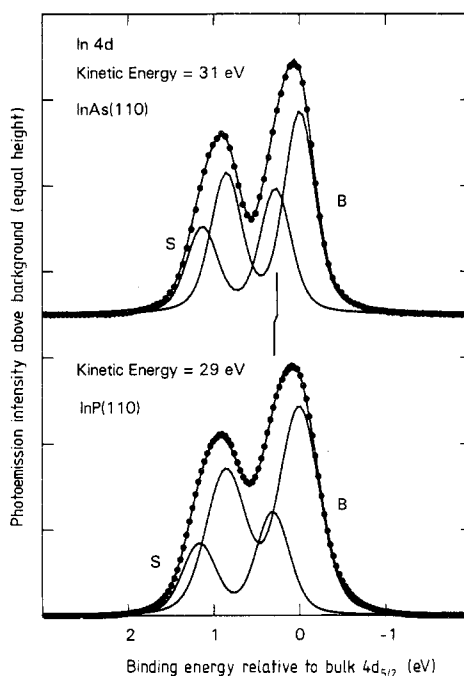 In 4d
Kinetic Energy = 31 eV
InAs(110)
S
B
Kinetic Energy = 29 eV
InP(110)
S
B
2 1 0 -1
Binding energy relative to bulk 4d5/2 (eV)
Photoemission intensity above background (equal height)